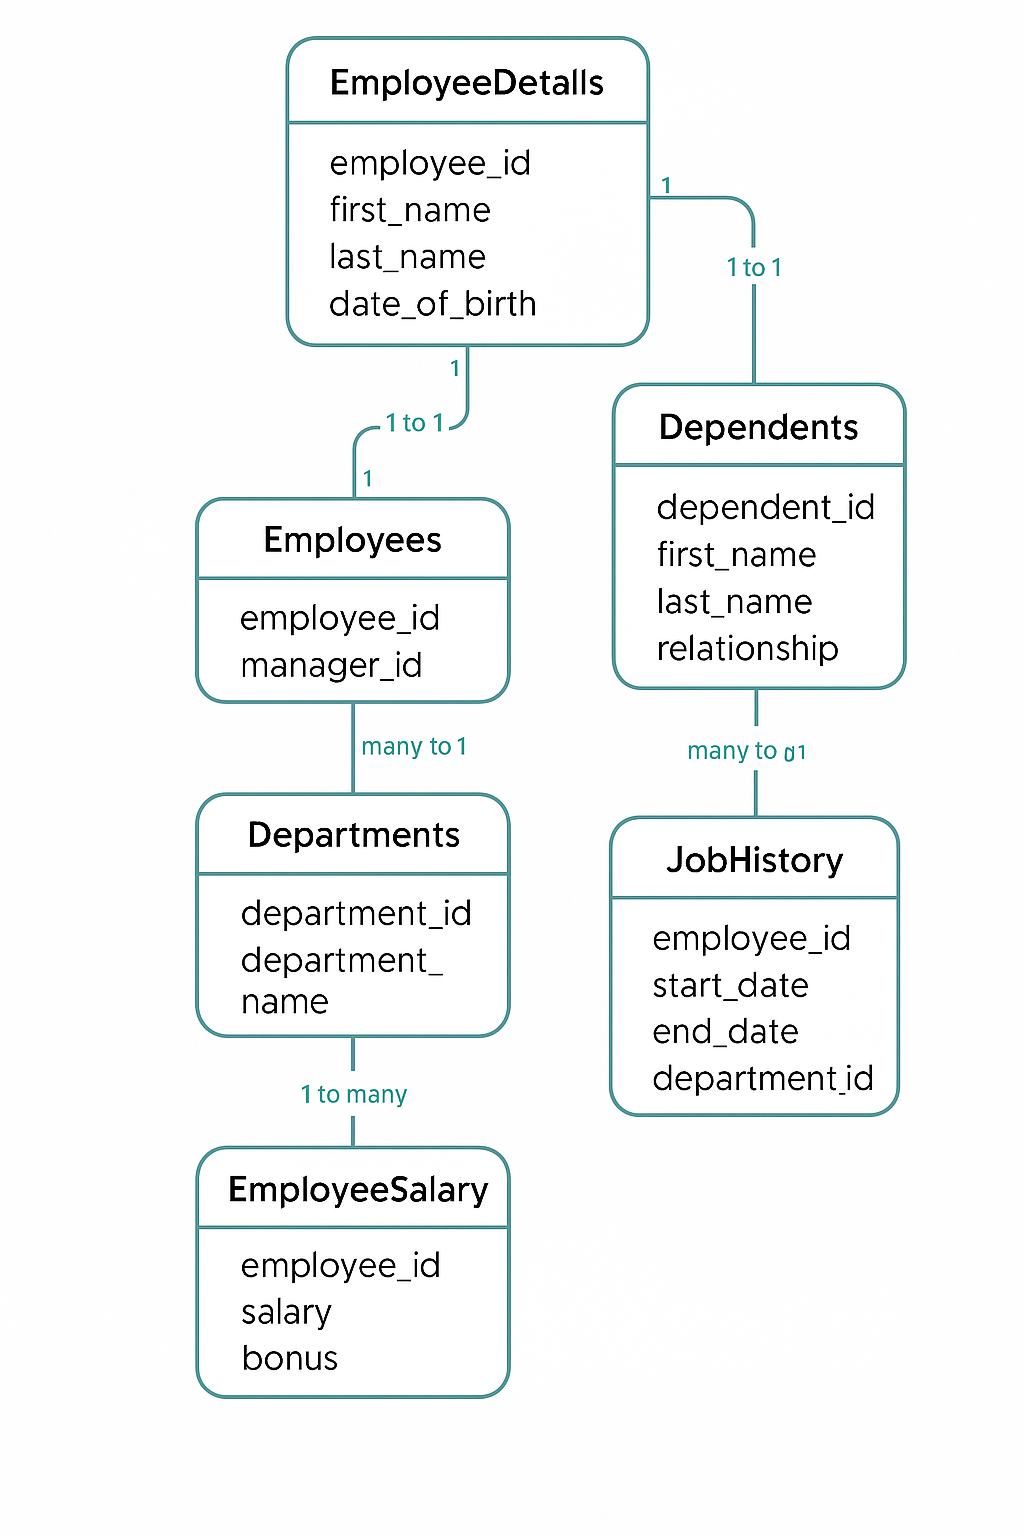 EmployeeDetalls
employee_id
first_name
last_name
date_of_birth
1
1 to 1
1
1 to 1
1
Employees
employee_id
manager_id
many to 1
Departments
department_id
department_
name
1 to many
EmployeeSalary
employee_id
salary
bonus
Dependents
dependent_id
first_name
last_name
relationship
many to
JobHistory
employee_id
start_date
end_date
department_id